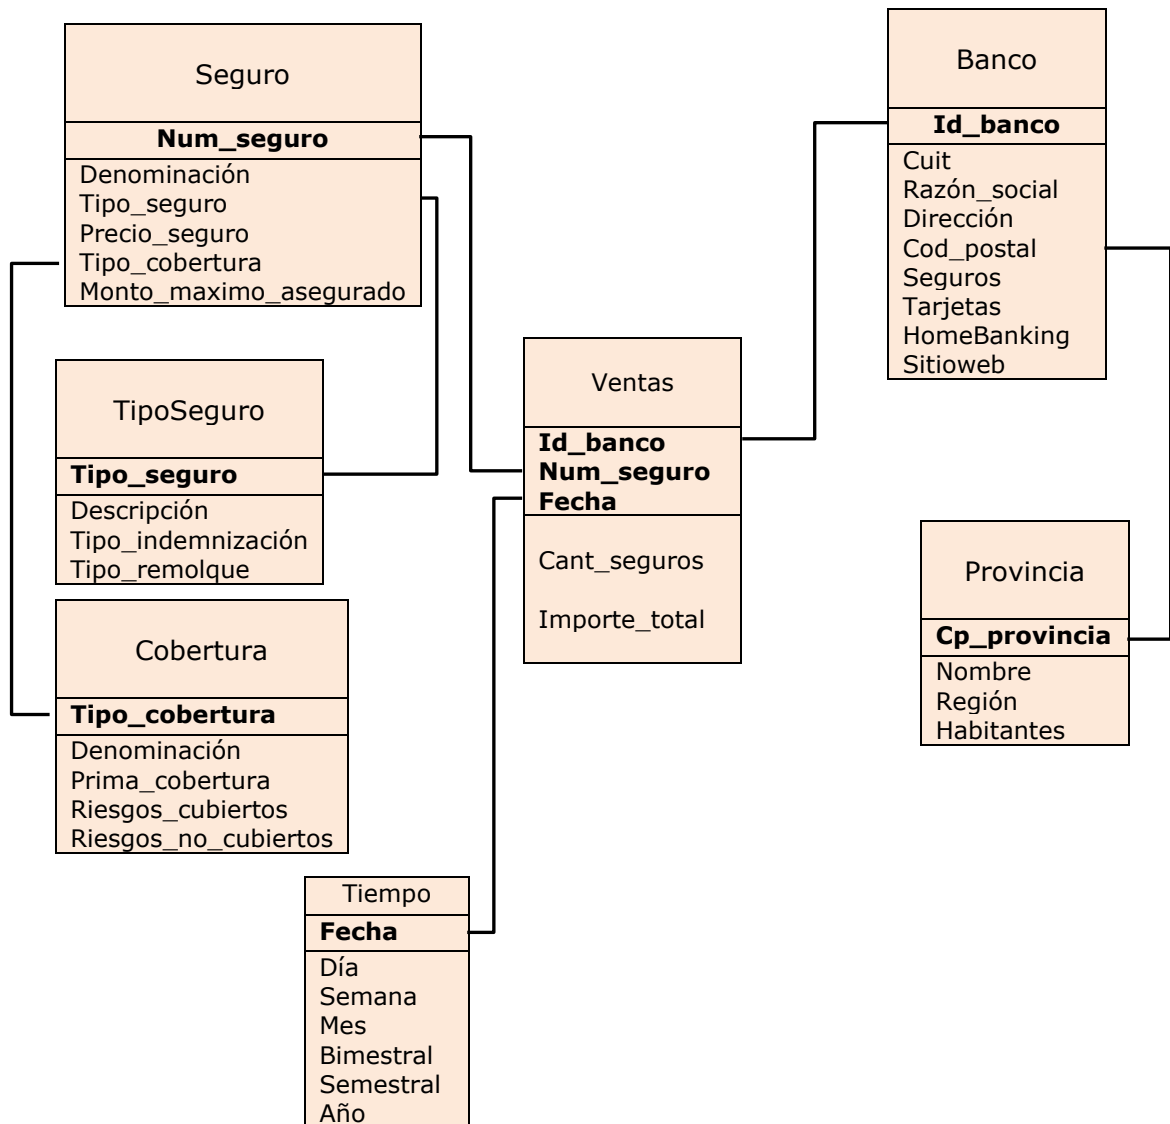 Seguro
Num_seguro
Denominación
Tipo_seguro
Precio_seguro
Tipo_cobertura
Monto_maximo_asegurado
Banco
Id_banco
Cuit
Razón_social
Dirección
Cod_postal
Seguros
Tarjetas
HomeBanking
Sitioweb
TipoSeguro
Tipo_seguro
Descripción
Tipo_indemnización
Tipo_remolque
Ventas
Id_banco
Num_seguro
Fecha
Cant_seguros
Importe_total
Provincia
Cp_provincia
Nombre
Región
Habitantes
Cobertura
Tipo_cobertura
Denominación
Prima_cobertura
Riesgos_cubiertos
Riesgos_no_cubiertos
Tiempo
Fecha
Día
Semana
Mes
Bimestral
Semestral
Año